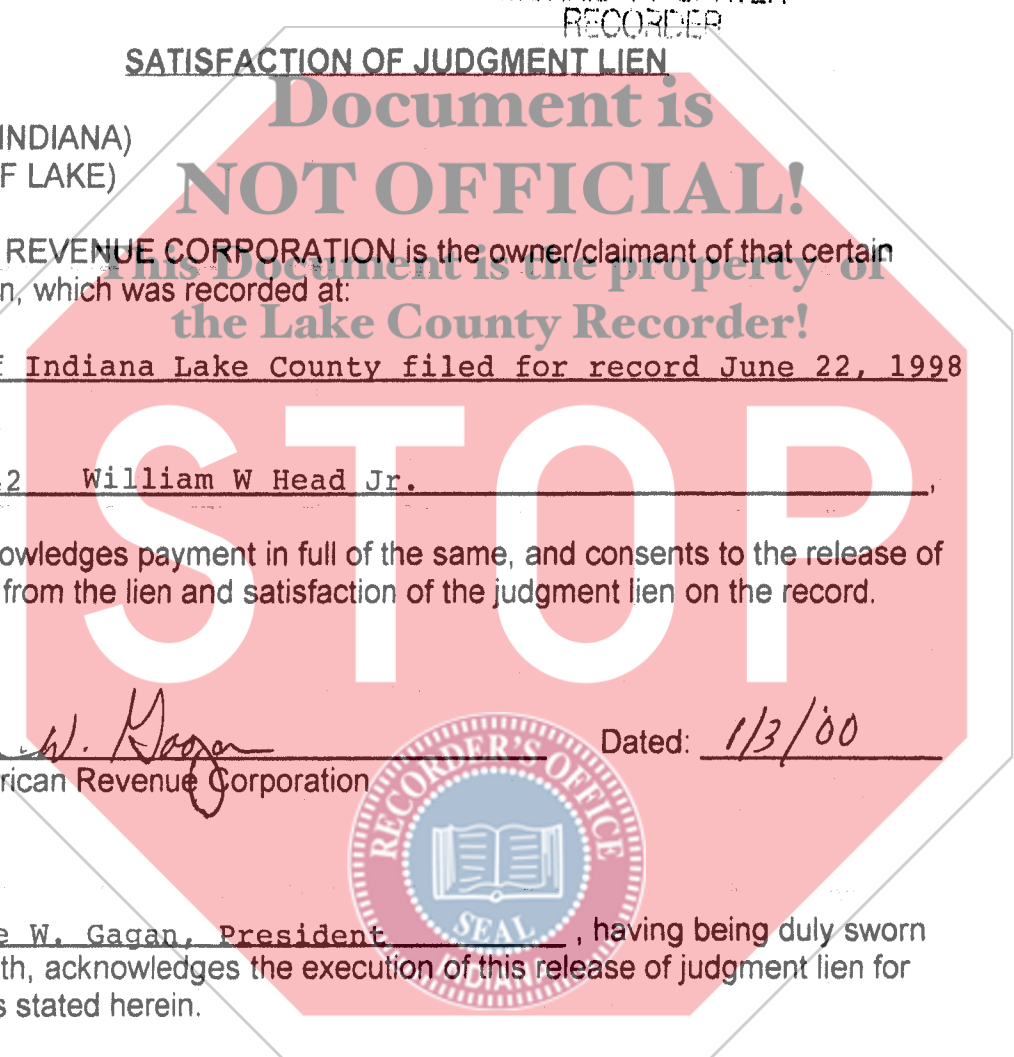 RECORDER
SATISFACTION OF JUDGMENT LIEN
Document is
INDIANA)
F LAKE)
NOT OFFICIAL!
REVENUE CORPORATION is the owner/claimant of that certain
This Document is the property of
n, which was recorded at:
the Lake County Recorder!
f Indiana Lake County filed for record June 22, 1998
STOP
2 William W Head Jr. ,
owledges payment in full of the same, and consents to the release of
from the lien and satisfaction of the judgment lien on the record.
W. Gagan
Dated: 1/3/00
rican Revenue Corporation
RECORDER'S OFFICE
SEAL
INDIANA
e W. Gagan, President , having being duly sworn
th, acknowledges the execution of this release of judgment lien for
s stated herein.